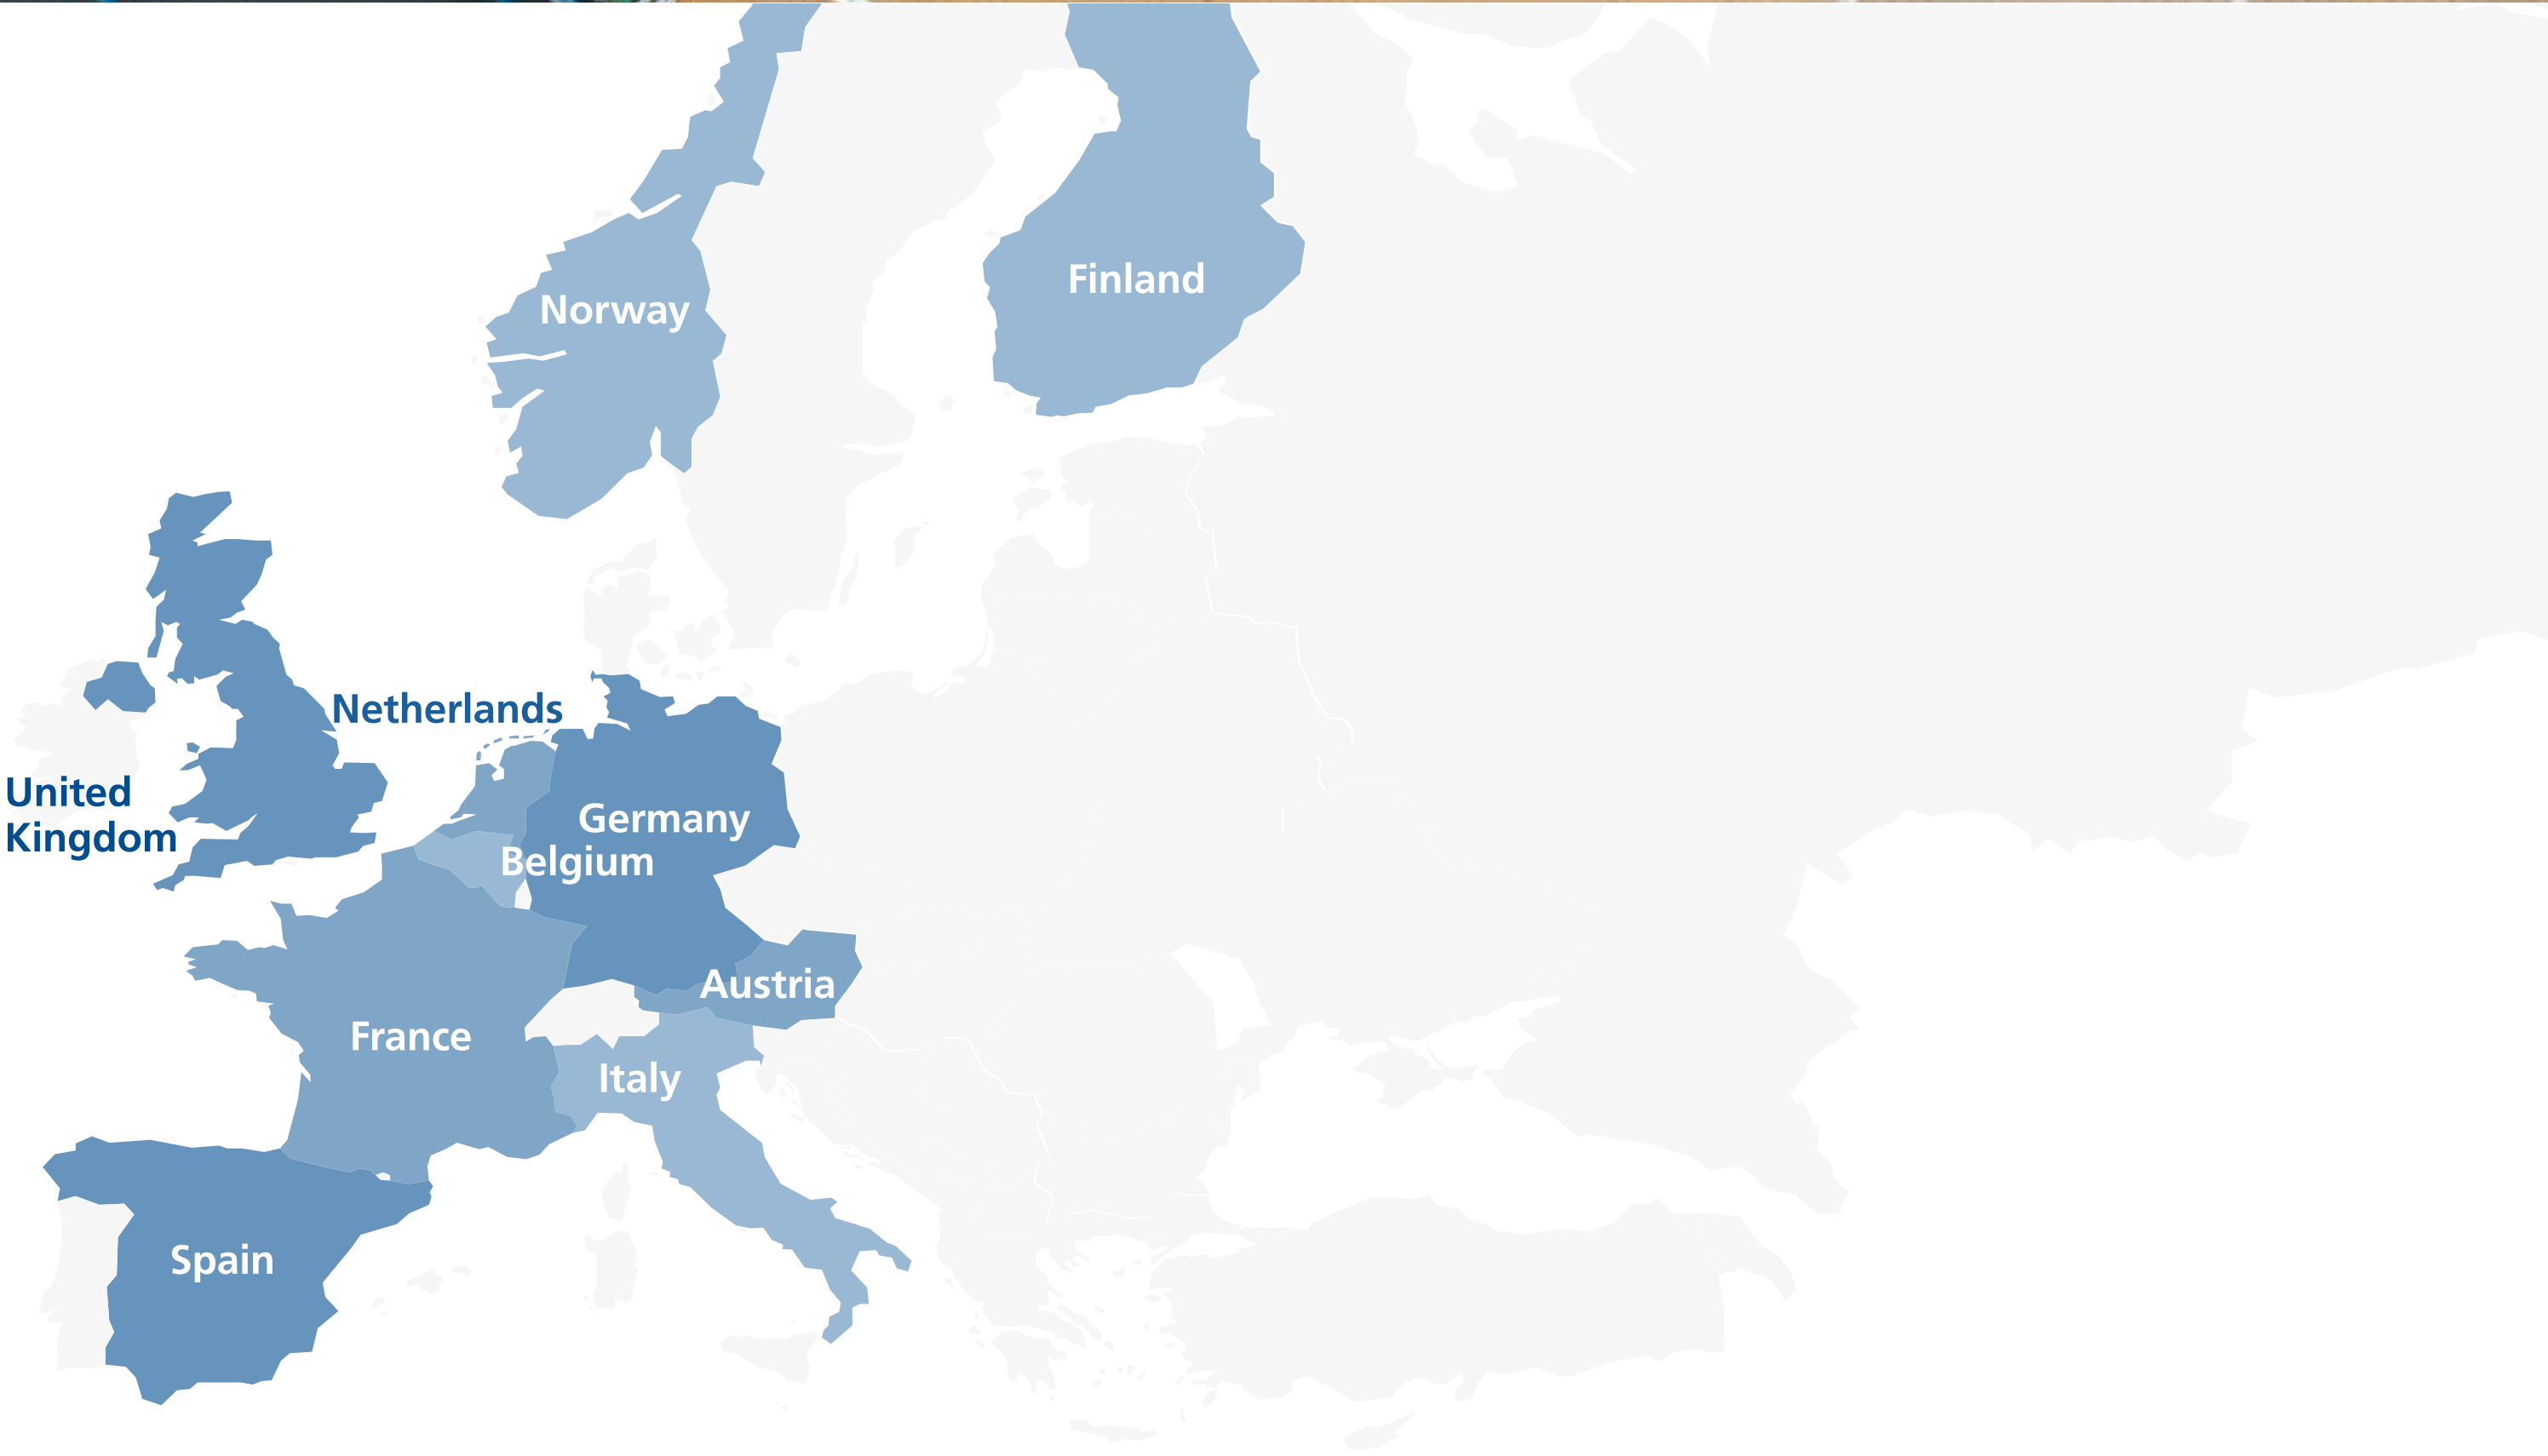 Finland
Norway
Netherlands
United
Kingdom
Germany
Belgium
Austria
France
Italy
Spain